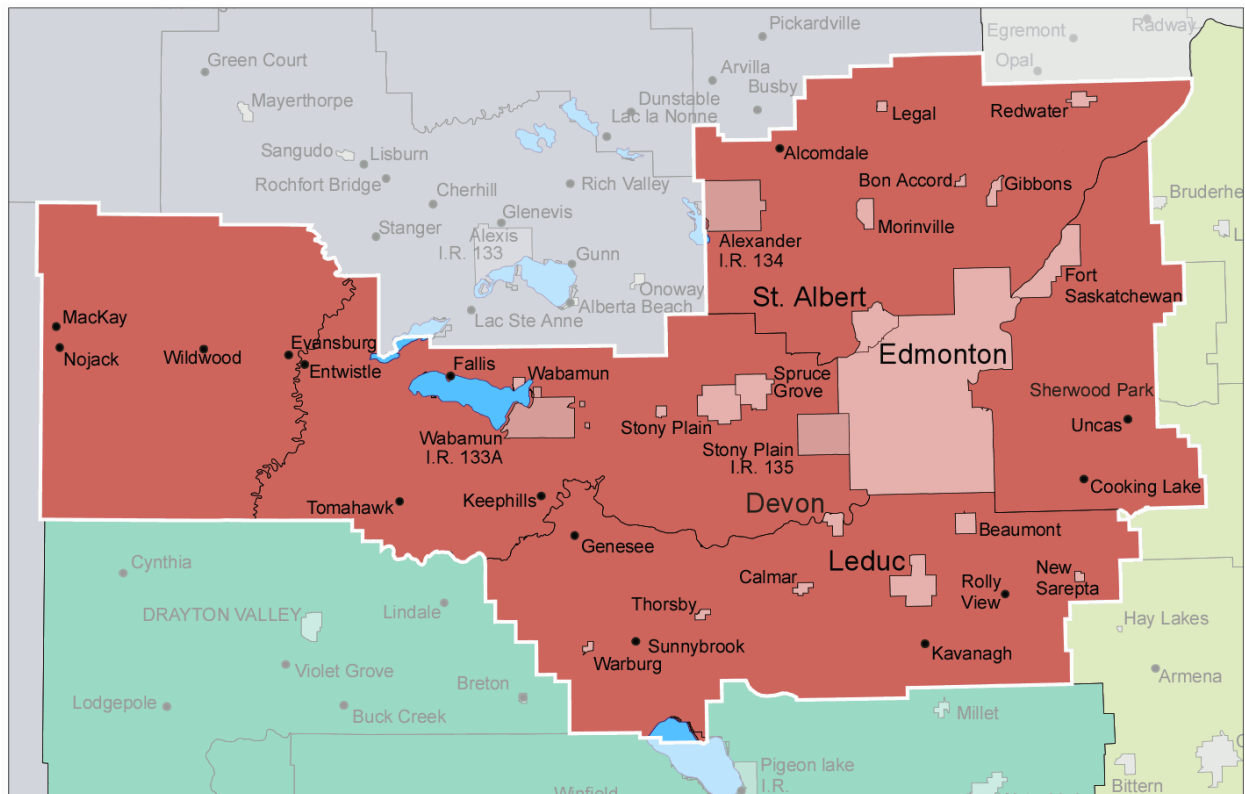 Pickardville
Egremont
Radway
Opal
Green Court
Arvilla
Busby
Mayerthorpe
Dunstable
Lac la Nonne
Legal
Redwater
Sangudo
Lisburn
Alcomdale
Rochfort Bridge
Cherhill
Rich Valley
Bon Accord
Gibbons
Bruderhe
Stanger
Glenevis
Alexis
I.R. 133
Morinville
L
Gunn
Alexander
I.R. 134
Onoway
Alberta Beach
St. Albert
Fort
Saskatchewan
Lac Ste Anne
MacKay
Nojack
Wildwood
Evansburg
Entwistle
Fallis
Wabamun
Spruce
Grove
Edmonton
Sherwood Park
Uncas
Stony Plain
Wabamun
I.R. 133A
Stony Plain
I.R. 135
Tomahawk
Keephills
Devon
Cooking Lake
Beaumont
Genesee
Cynthia
Calmar
Leduc
Rolly
View
New
Sarepta
DRAYTON VALLEY
Lindale
Thorsby
Hay Lakes
Violet Grove
Sunnybrook
Warburg
Kavanagh
Armena
Breton
Lodgepole
Buck Creek
Millet
Pigeon lake
I.R.
Bittern
Winfield